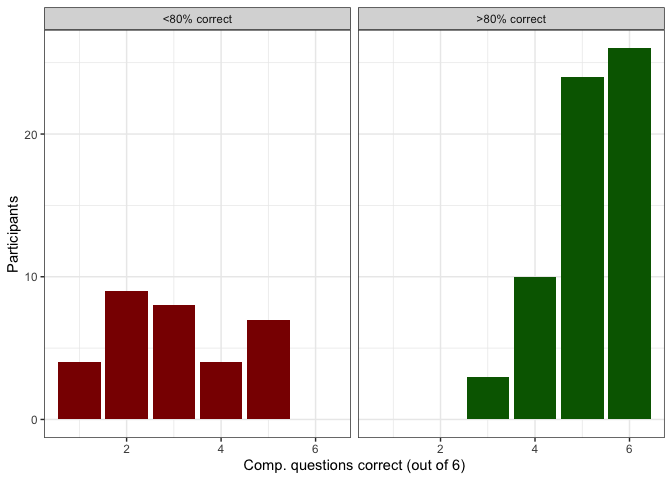 <80% correct
>80% correct
20
10
0
Participants
2 4 6
2 4 6
Comp. questions correct (out of 6)